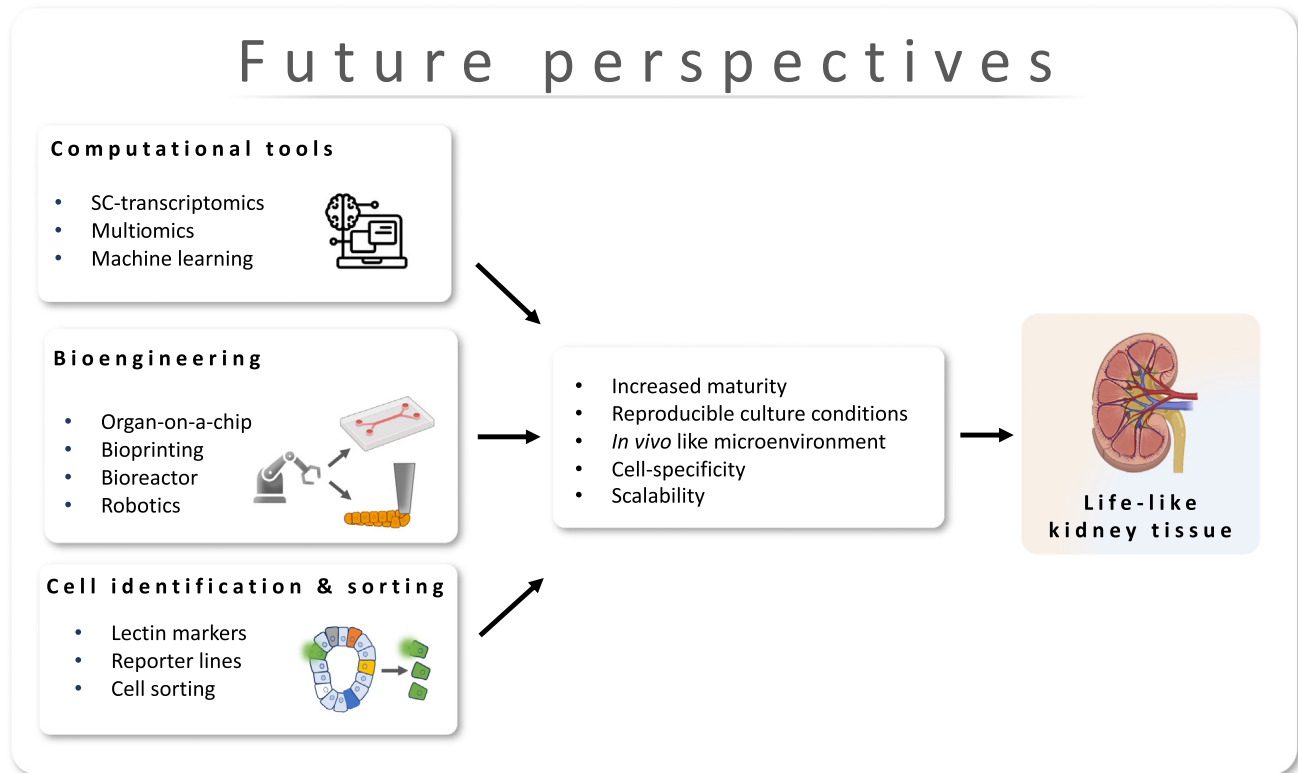 Future perspectives
Computational tools
• SC-transcriptomics
• Multiomics
• Machine learning
Bioengineering
• Organ-on-a-chip
• Bioprinting
• Bioreactor
• Robotics
Cell identification & sorting
• Lectin markers
• Reporter lines
• Cell sorting
• Increased maturity
• Reproducible culture conditions
• In vivo like microenvironment
• Cell-specificity
• Scalability
Life-like
kidney tissue